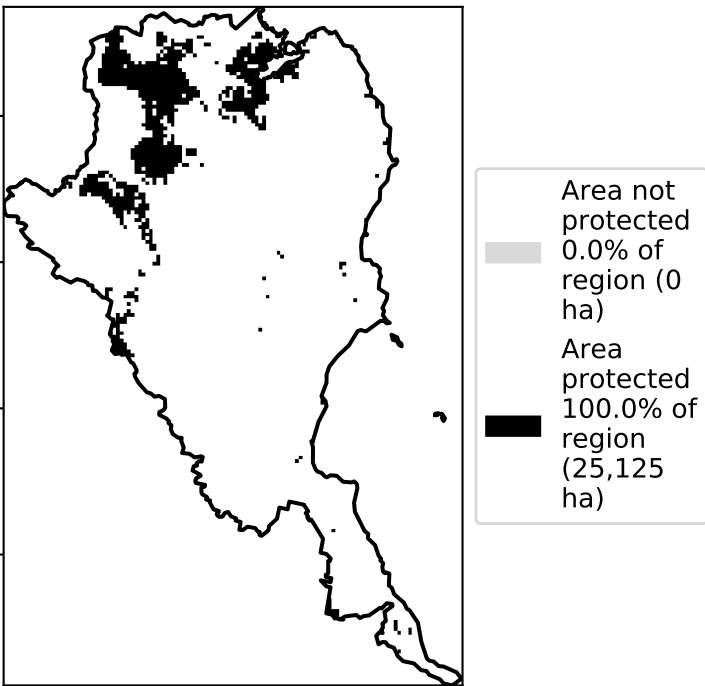 Area not
protected
0.0% of
region (0
ha)
Area
protected
100.0% of
region
(25,125
ha)